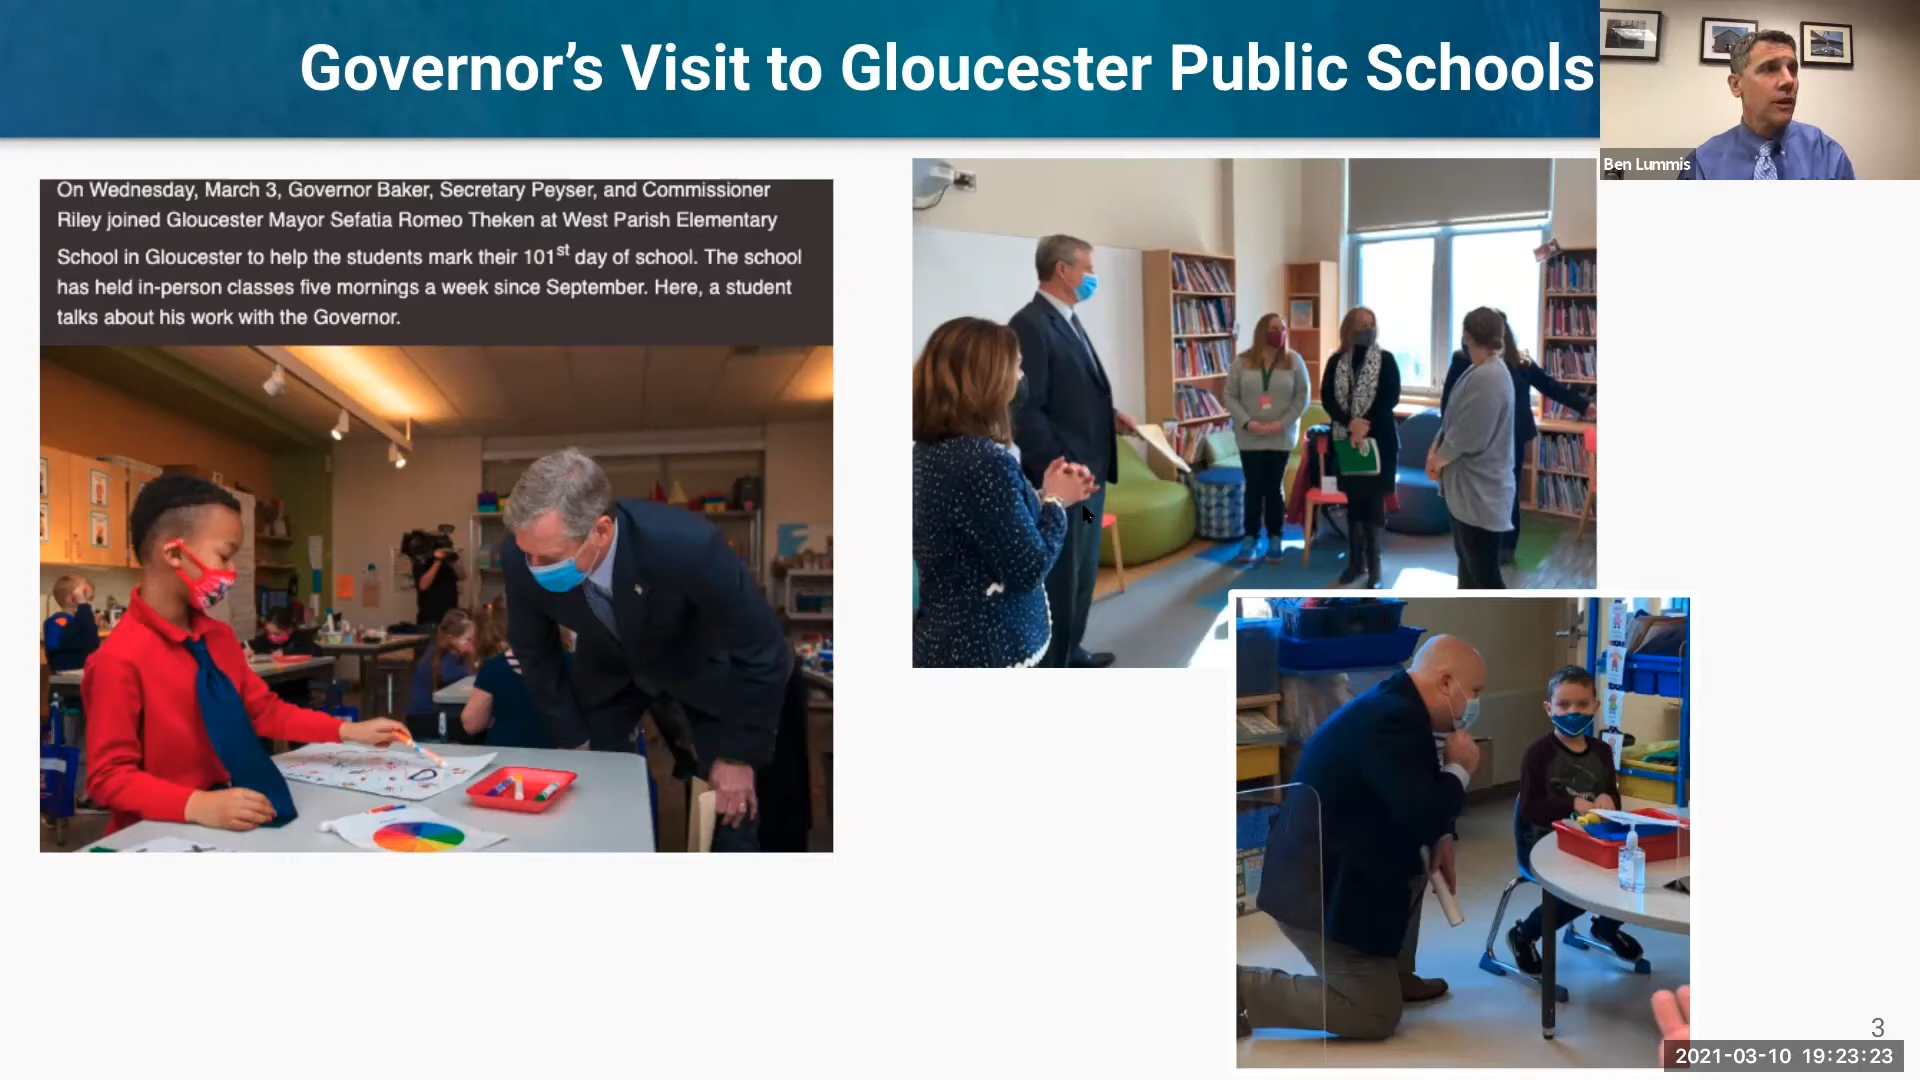 Governor's Visit to Gloucester Public Schools
Ben Lummis
On Wednesday, March 3, Governor Baker, Secretary Peyser, and Commissioner
Riley joined Gloucester Mayor Sefatia Romeo Theken at West Parish Elementary
School in Gloucester to help the students mark their 101st day of school. The school
has held in-person classes five mornings a week since September. Here, a student
talks about his work with the Governor.
3
2021-03-10 19:23:23